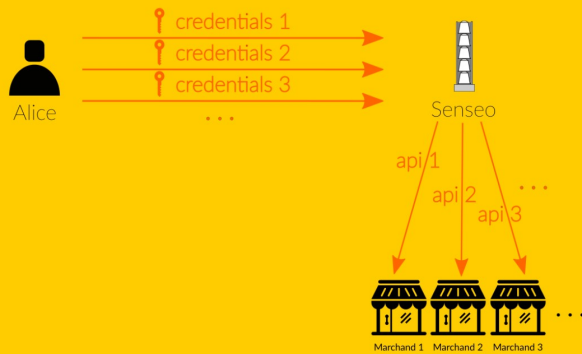 credentials 1
credentials 2
credentials 3
...
Alice
Senseo
api 1
api 2
api 3
...
...
Marchand 1
Marchand 2
Marchand 3